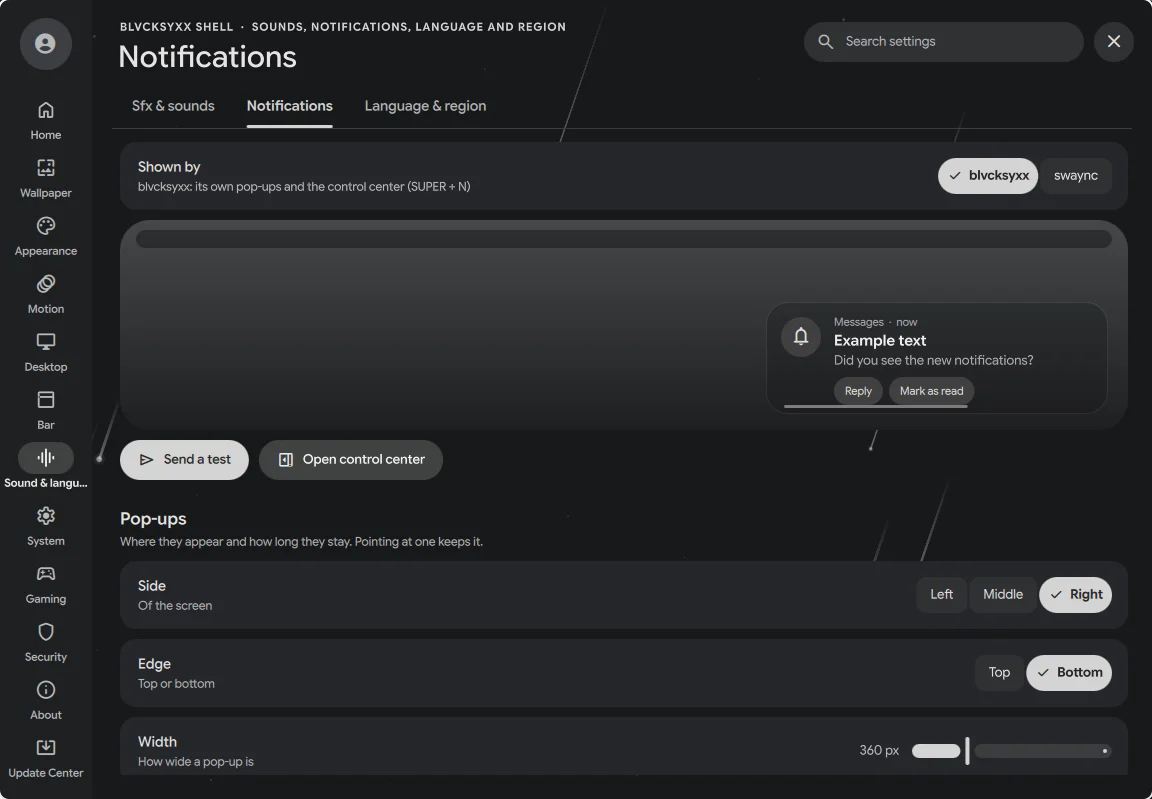 BLVCKSYXX SHELL · SOUNDS, NOTIFICATIONS, LANGUAGE AND REGION
Notifications
Search settings
Sfx & sounds
Notifications
Language & region
Home
Wallpaper
Appearance
Motion
Desktop
Bar
Sound & langu...
System
Gaming
Security
About
Update Center
Shown by
blvcksyxx: its own pop-ups and the control center (SUPER + N)
blvcksyxx
swaync
Messages · now
Example text
Did you see the new notifications?
Reply
Mark as read
Send a test
Open control center
Pop-ups
Where they appear and how long they stay. Pointing at one keeps it.
Side
Of the screen
Left
Middle
Right
Edge
Top or bottom
Top
Bottom
Width
How wide a pop-up is
360 px